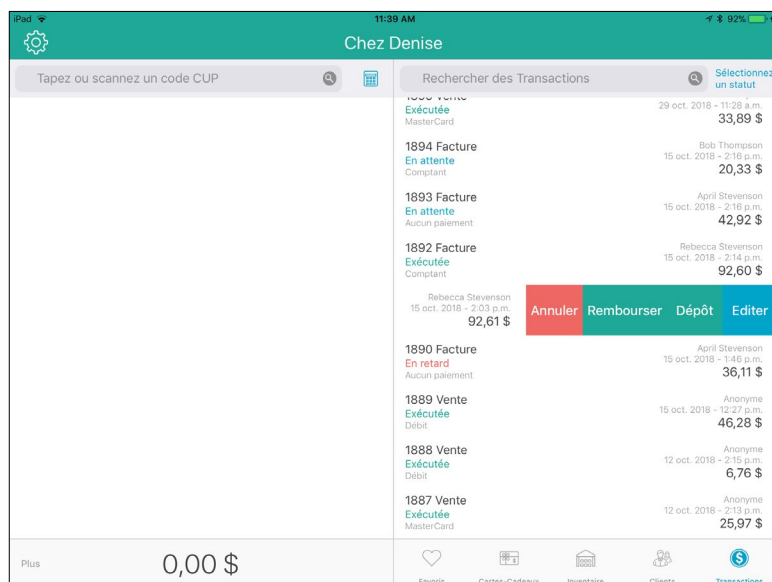 iPad
11:39 AM
92%
Chez Denise
Tapez ou scannez un code CUP
Rechercher des Transactions
Sélectionnez
un statut
Vente
29 oct. 2018 - 11:28 a.m.
Exécutée
33,89 $
MasterCard
1894 Facture
Bob Thompson
En attente
15 oct. 2018 - 2:16 p.m.
Comptant
20,33 $
1893 Facture
April Stevenson
En attente
15 oct. 2018 - 2:16 p.m.
Aucun paiement
42,92 $
1892 Facture
Rebecca Stevenson
Exécutée
15 oct. 2018 - 2:14 p.m.
Comptant
92,60 $
Rebecca Stevenson
15 oct. 2018 - 2:03 p.m.
92,61 $
Annuler Rembourser Dépôt Editer
1890 Facture
April Stevenson
En retard
15 oct. 2018 - 1:46 p.m.
Aucun paiement
36,11 $
1889 Vente
Anonyme
Exécutée
15 oct. 2018 - 12:27 p.m.
Débit
46,28 $
1888 Vente
Anonyme
Exécutée
12 oct. 2018 - 2:15 p.m.
Débit
6,76 $
1887 Vente
Anonyme
Exécutée
12 oct. 2018 - 2:13 p.m.
MasterCard
25,97 $
Plus
0,00 $
Favoris
Cartes-Cadeaux
Inventaire
Clients
Transactions